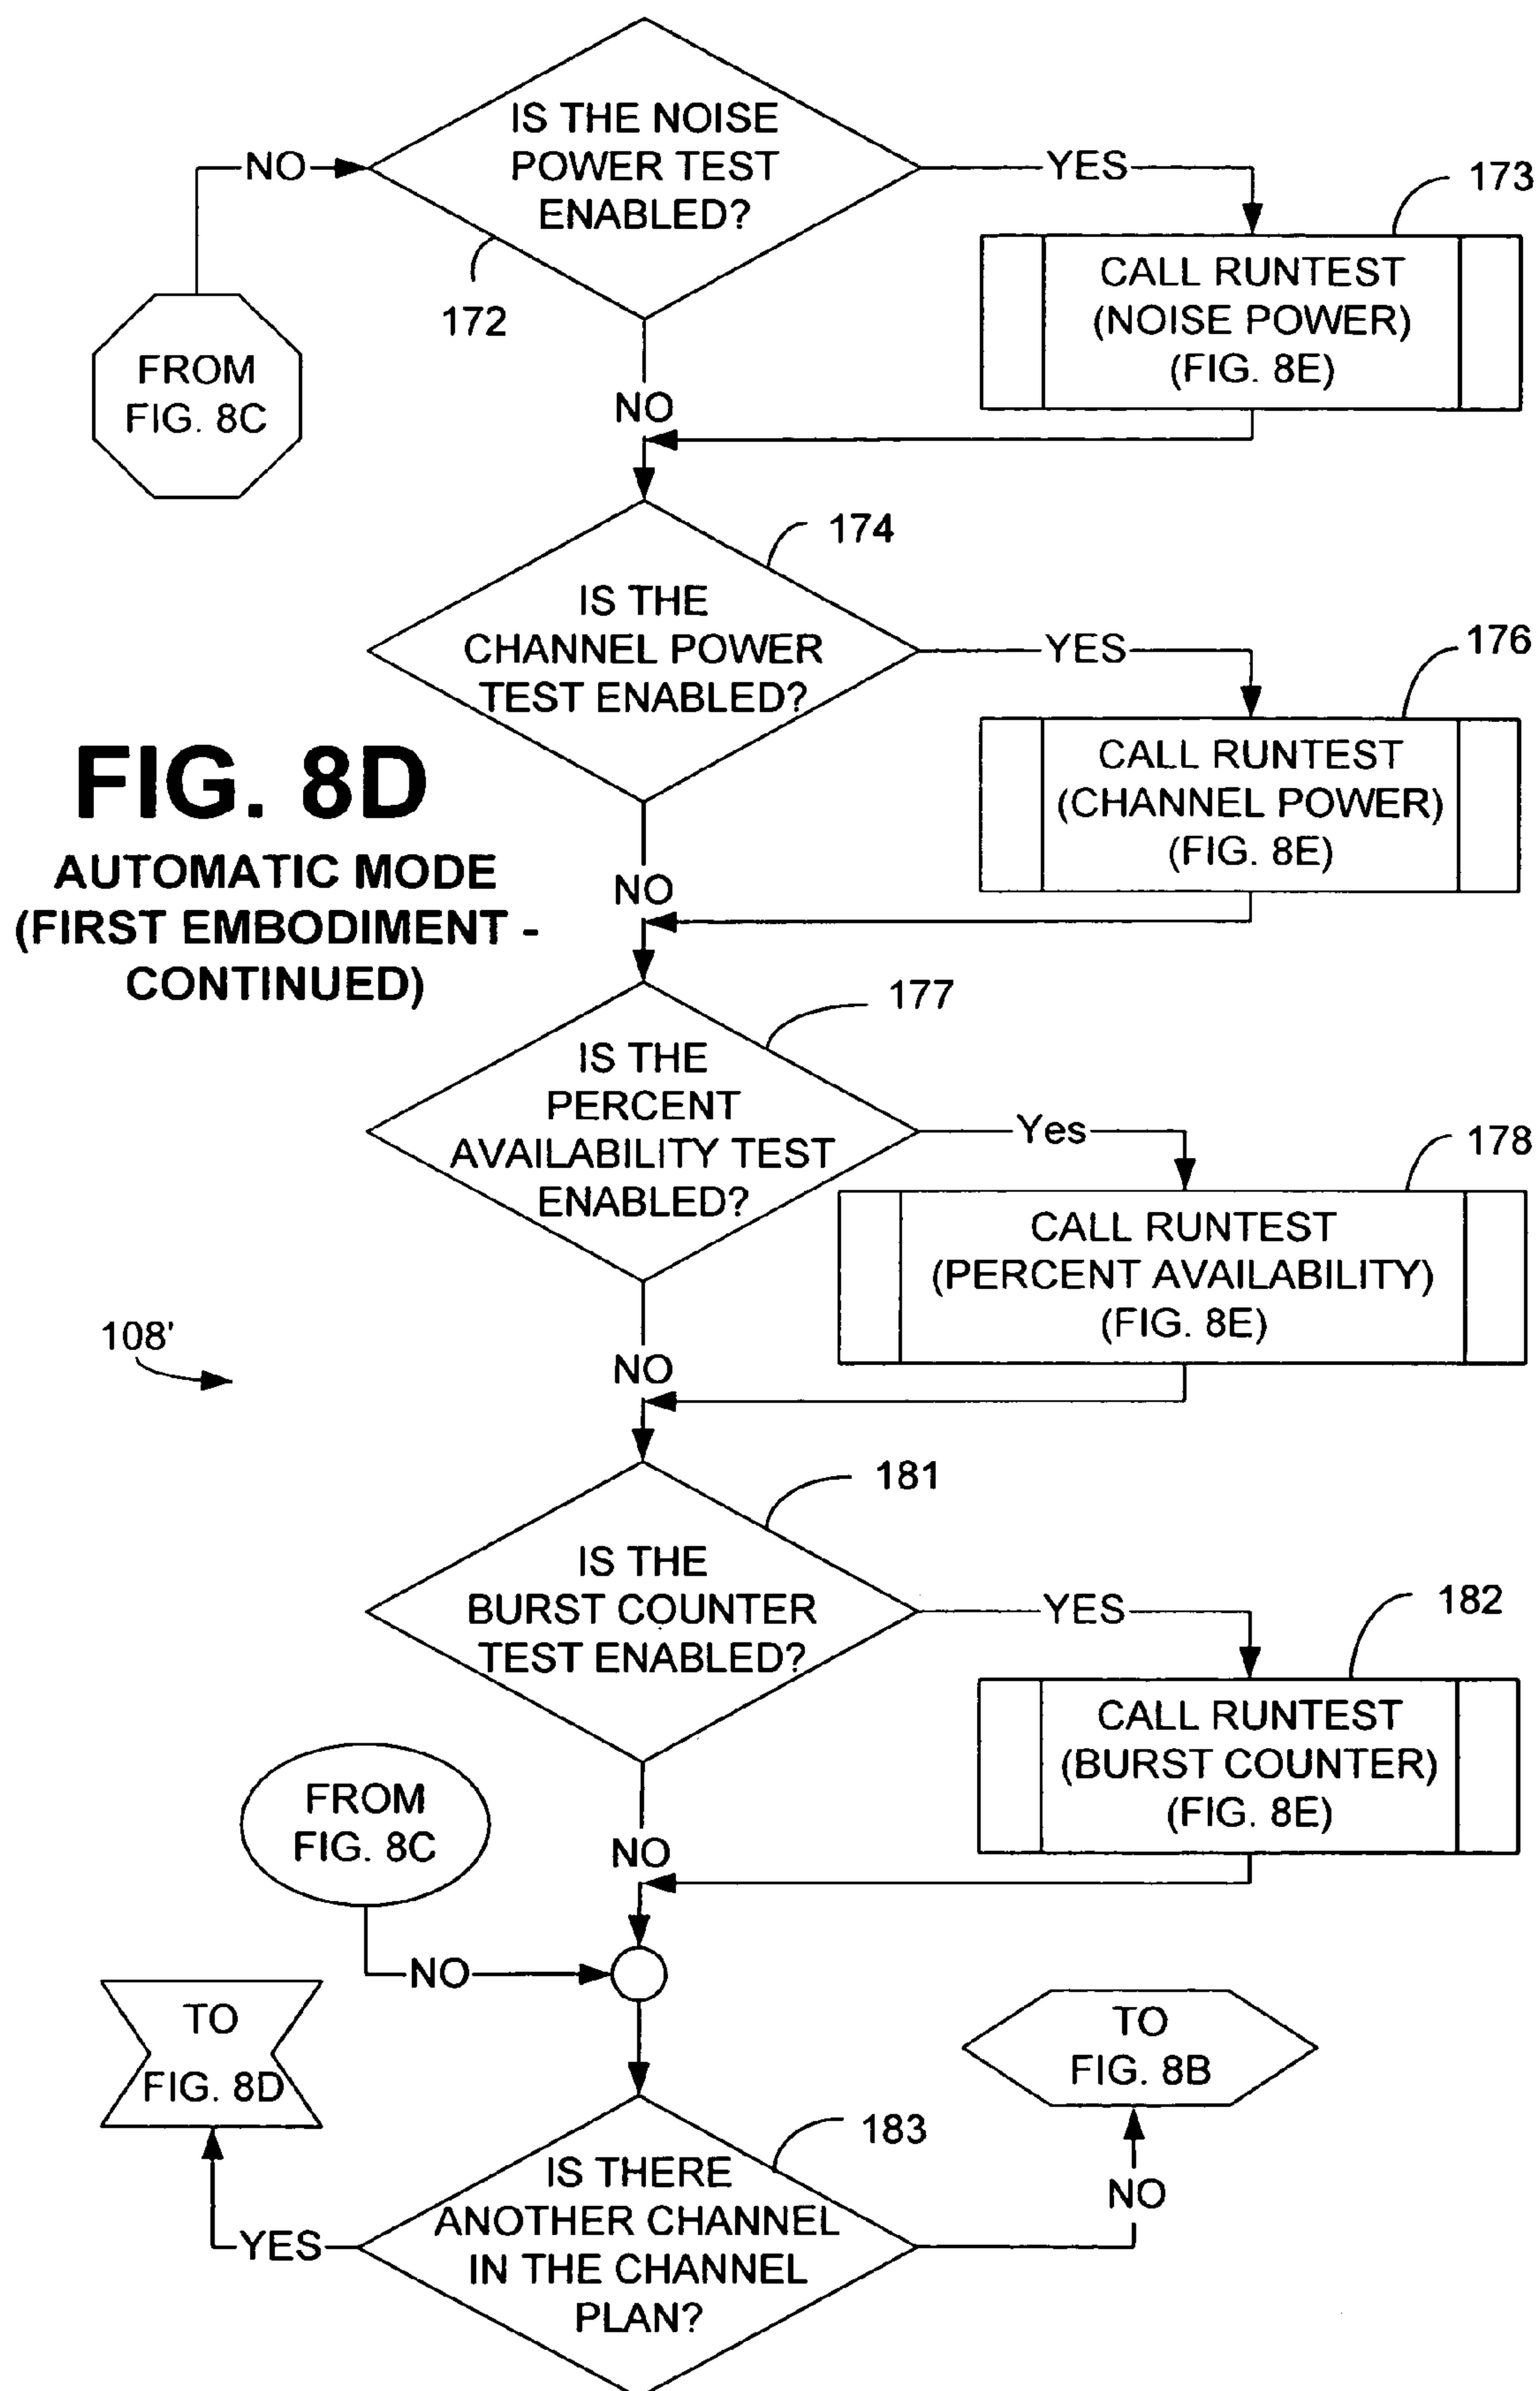 IS THE NOISE
POWER TEST
ENABLED?
NO
YES
173
172
CALL RUNTEST
(NOISE POWER)
(FIG. 8E)
FROM
FIG. 8C
NO
174
IS THE
CHANNEL POWER
TEST ENABLED?
YES
176
CALL RUNTEST
(CHANNEL POWER)
(FIG. 8E)
FIG. 8D
AUTOMATIC MODE
(FIRST EMBODIMENT -
CONTINUED)
NO
177
IS THE
PERCENT
AVAILABILITY TEST
ENABLED?
Yes
178
CALL RUNTEST
(PERCENT AVAILABILITY)
(FIG. 8E)
108'
NO
181
IS THE
BURST COUNTER
TEST ENABLED?
YES
182
CALL RUNTEST
(BURST COUNTER)
(FIG. 8E)
FROM
FIG. 8C
NO
NO
TO
FIG. 8D
TO
FIG. 8B
183
IS THERE
ANOTHER CHANNEL
IN THE CHANNEL
PLAN?
YES
NO